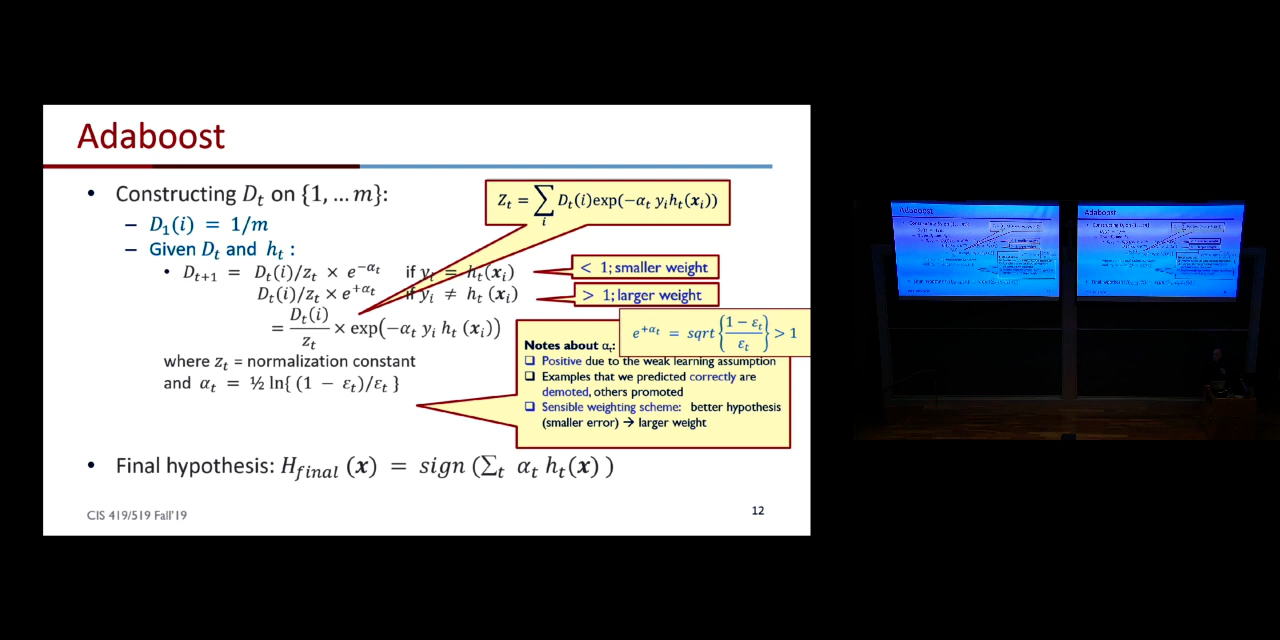 Adaboost
• Constructing D_t on {1, … m}:
Z_t = ∑_i D_t(i)exp(−α_t y_i h_t(x_i))
– D_1(i) = 1/m
– Given D_t and h_t :
• D_{t+1} = D_t(i)/z_t × e^{−α_t} if y_i = h_t(x_i)
< 1; smaller weight
D_t(i)/z_t × e^{+α_t} if y_i ≠ h_t (x_i)
> 1; larger weight
= D_t(i)/z_t × exp(−α_t y_i h_t (x_i))
e^{+α_t} = sqrt{(1 − ε_t)/ε_t} > 1
where z_t = normalization constant
and α_t = ½ ln{ (1 − ε_t)/ε_t }
Notes about α_t:
❑ Positive due to the weak learning assumption
❑ Examples that we predicted correctly are
demoted, others promoted
❑ Sensible weighting scheme: better hypothesis
(smaller error) → larger weight
• Final hypothesis: H_{final} (x) = sign (∑_t α_t h_t(x) )
CIS 419/519 Fall'19
12
Adaboost
Adaboost